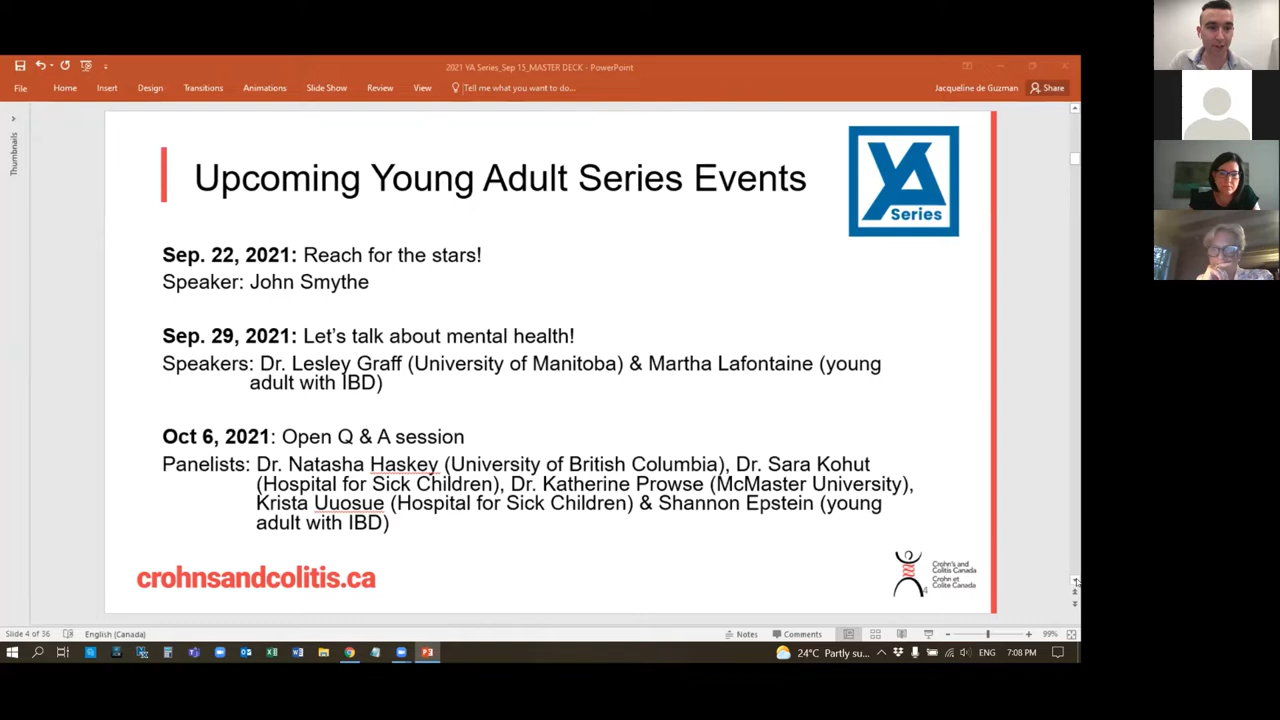 2021 YA Series_Sep 15_MASTER DECK - PowerPoint
File Home Insert Design Transitions Animations Slide Show Review View Tell me what you want to do... Jacqueline de Guzman Share
Thumbnails
Upcoming Young Adult Series Events
YA
Series
Sep. 22, 2021: Reach for the stars!
Speaker: John Smythe
Sep. 29, 2021: Let's talk about mental health!
Speakers: Dr. Lesley Graff (University of Manitoba) & Martha Lafontaine (young
adult with IBD)
Oct 6, 2021: Open Q & A session
Panelists: Dr. Natasha Haskey (University of British Columbia), Dr. Sara Kohut
(Hospital for Sick Children), Dr. Katherine Prowse (McMaster University),
Krista Uuosue (Hospital for Sick Children) & Shannon Epstein (young
adult with IBD)
crohnsandcolitis.ca
Crohn's and
Colitis Canada
Crohn et
Colite Canada
4
Slide 4 of 36 English (Canada) Notes Comments 99%
24°C Partly su... ENG 7:08 PM